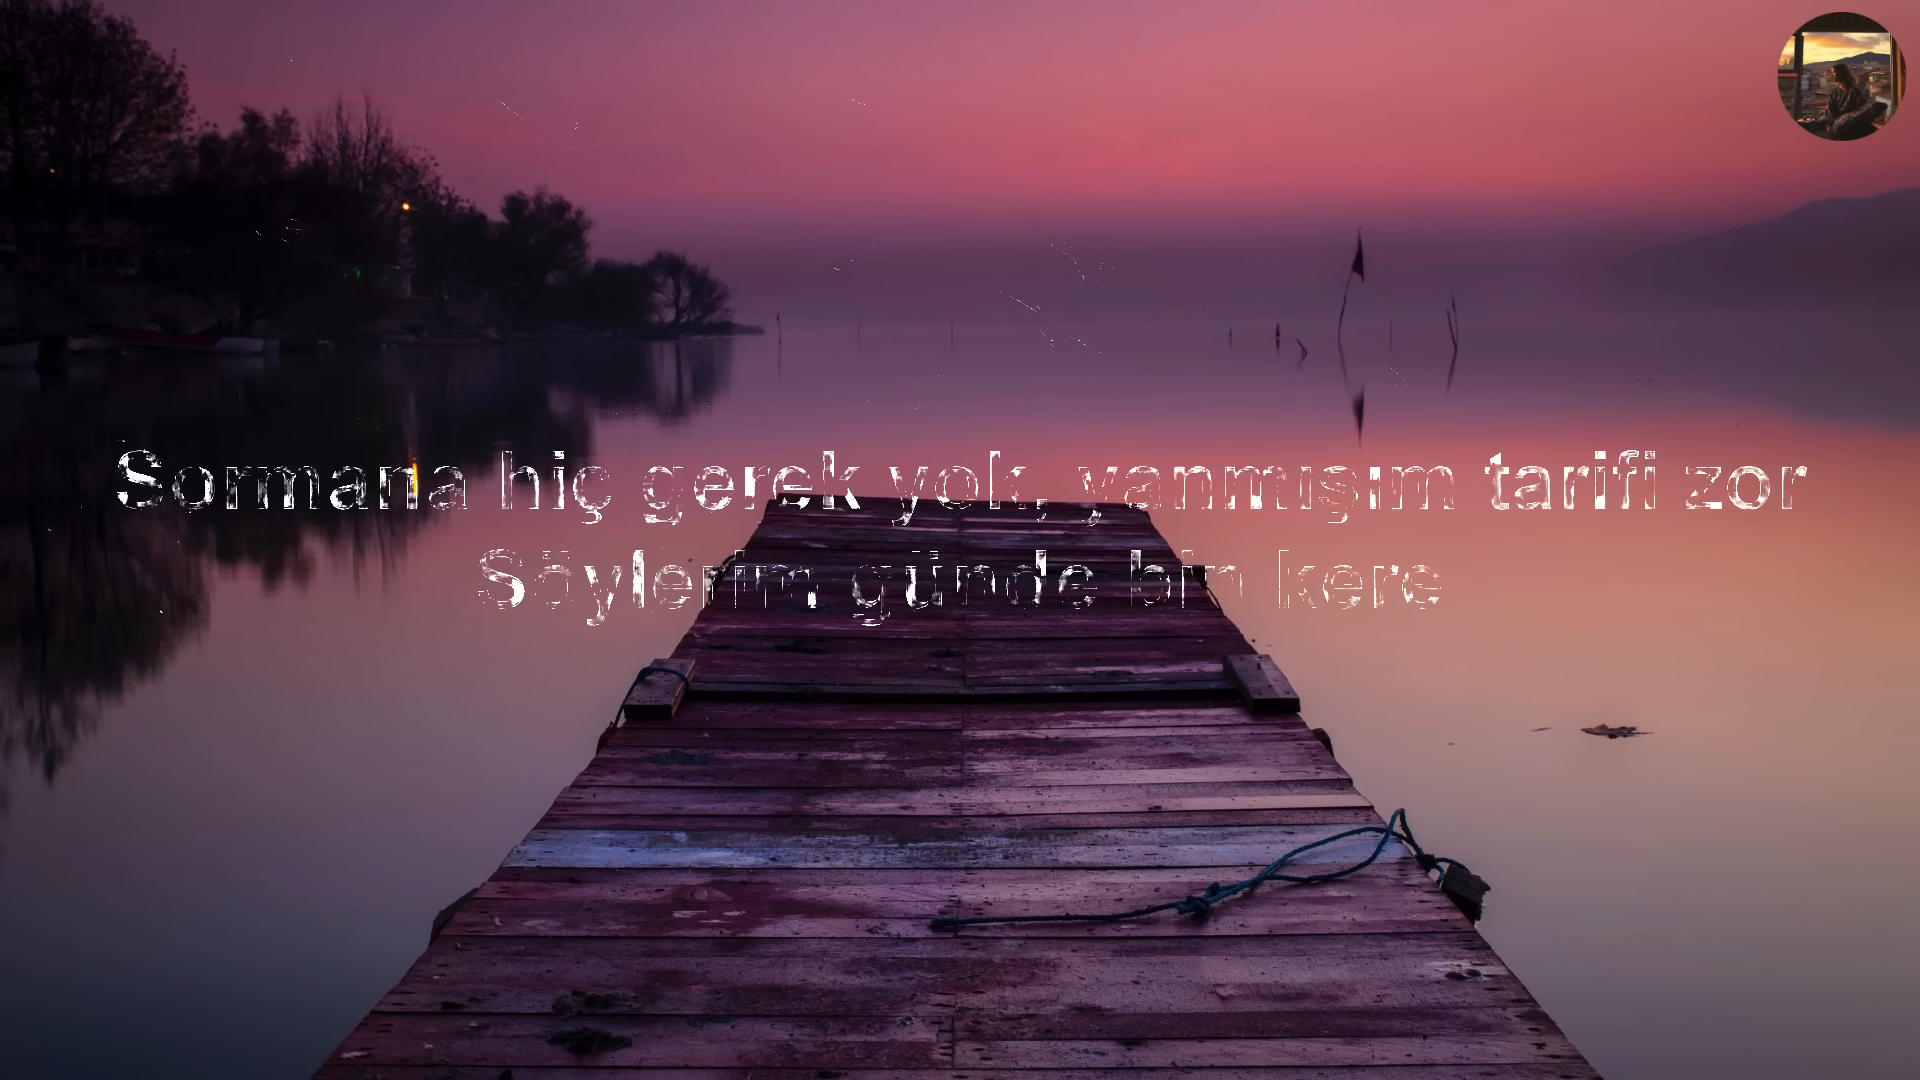 Sormana hiç gerek yok, yanmışım tarifi zor
Söylerim günde bin kere